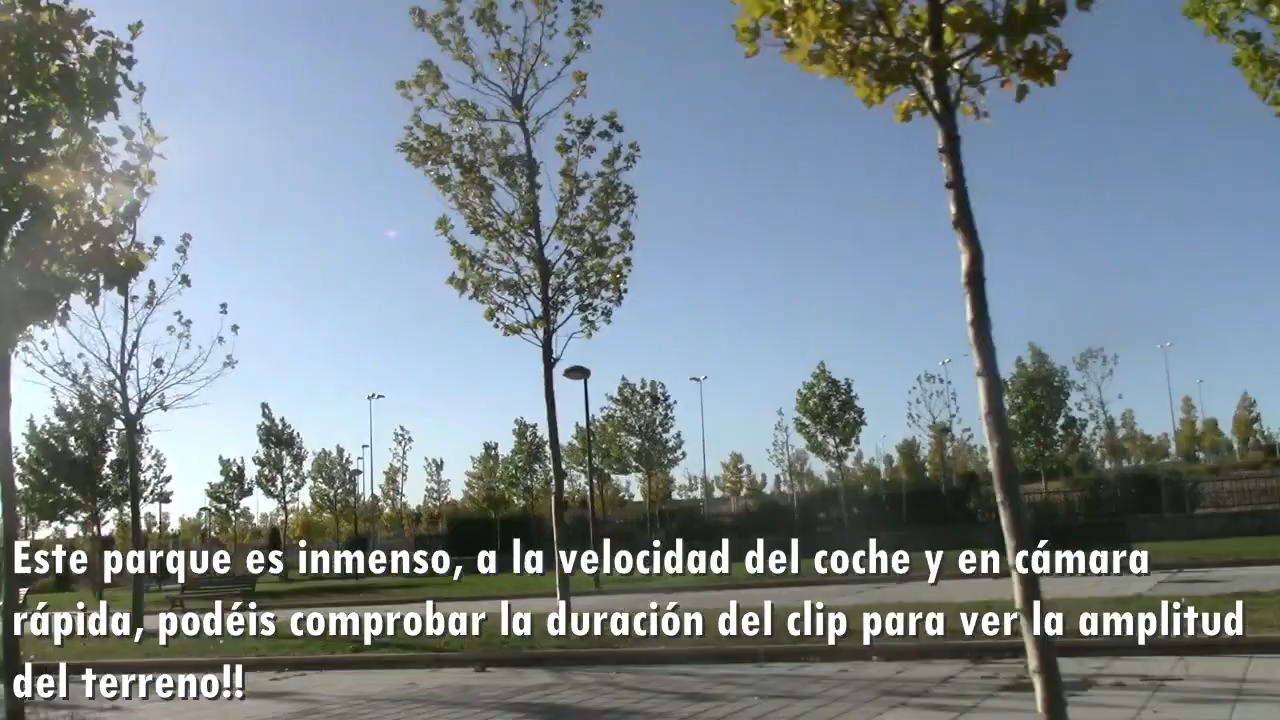 Este parque es inmenso, a la velocidad del coche y en cámara
rápida, podéis comprobar la duración del clip para ver la amplitud
del terreno!!